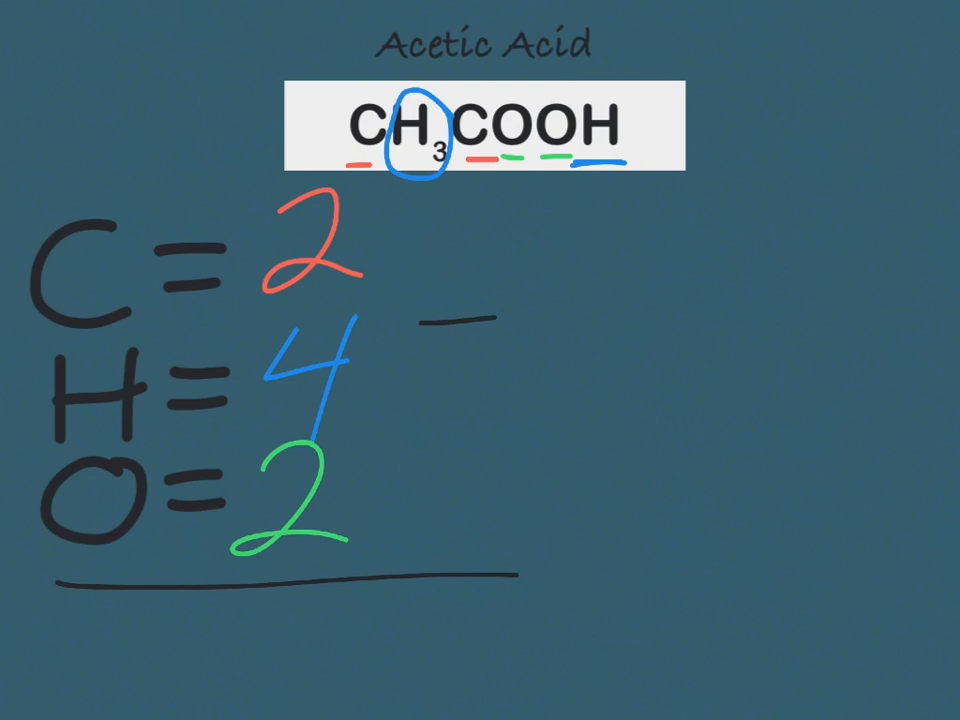 Acetic Acid
CH₃COOH
C = 2
H = 4
O = 2